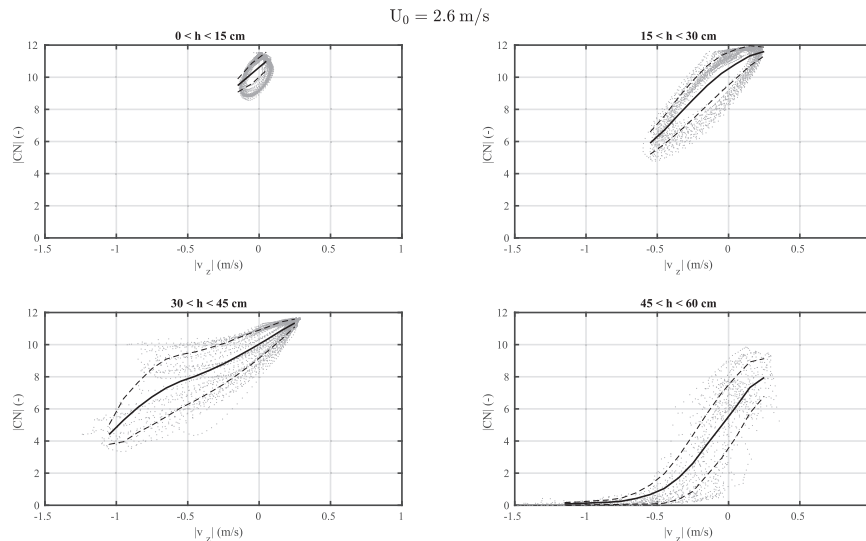 U0 = 2.6 m/s
0 < h < 15 cm
15 < h < 30 cm
12
10
8
6
4
2
0
|CN| (-)
-1.5 -1 -0.5 0 0.5 1
|v_z| (m/s)
12
10
8
6
4
2
0
|CN| (-)
-1.5 -1 -0.5 0 0.5
|v_z| (m/s)
30 < h < 45 cm
45 < h < 60 cm
12
10
8
6
4
2
0
|CN| (-)
-1.5 -1 -0.5 0 0.5 1
|v_z| (m/s)
12
10
8
6
4
2
0
|CN| (-)
-1.5 -1 -0.5 0 0.5
|v_z| (m/s)